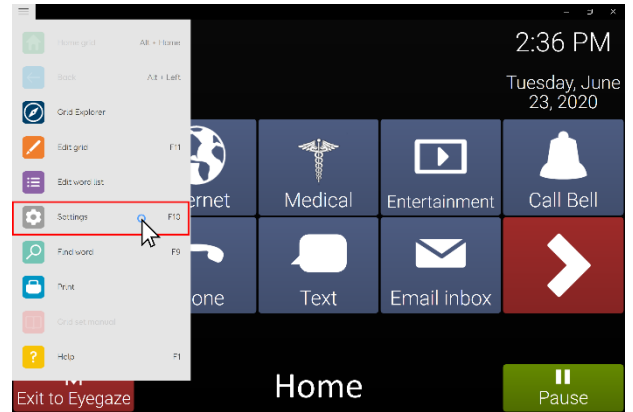 2:36 PM
Tuesday, June
23, 2020
Home grid Alt + Home
Back Alt + Left
Grid Explorer
Edit grid F11
Edit word list
Settings F10
Find word F9
Print
Grid set manual
Help F1
ernet
Medical
Entertainment
Call Bell
one
Text
Email inbox
Exit to Eyegaze
Home
Pause